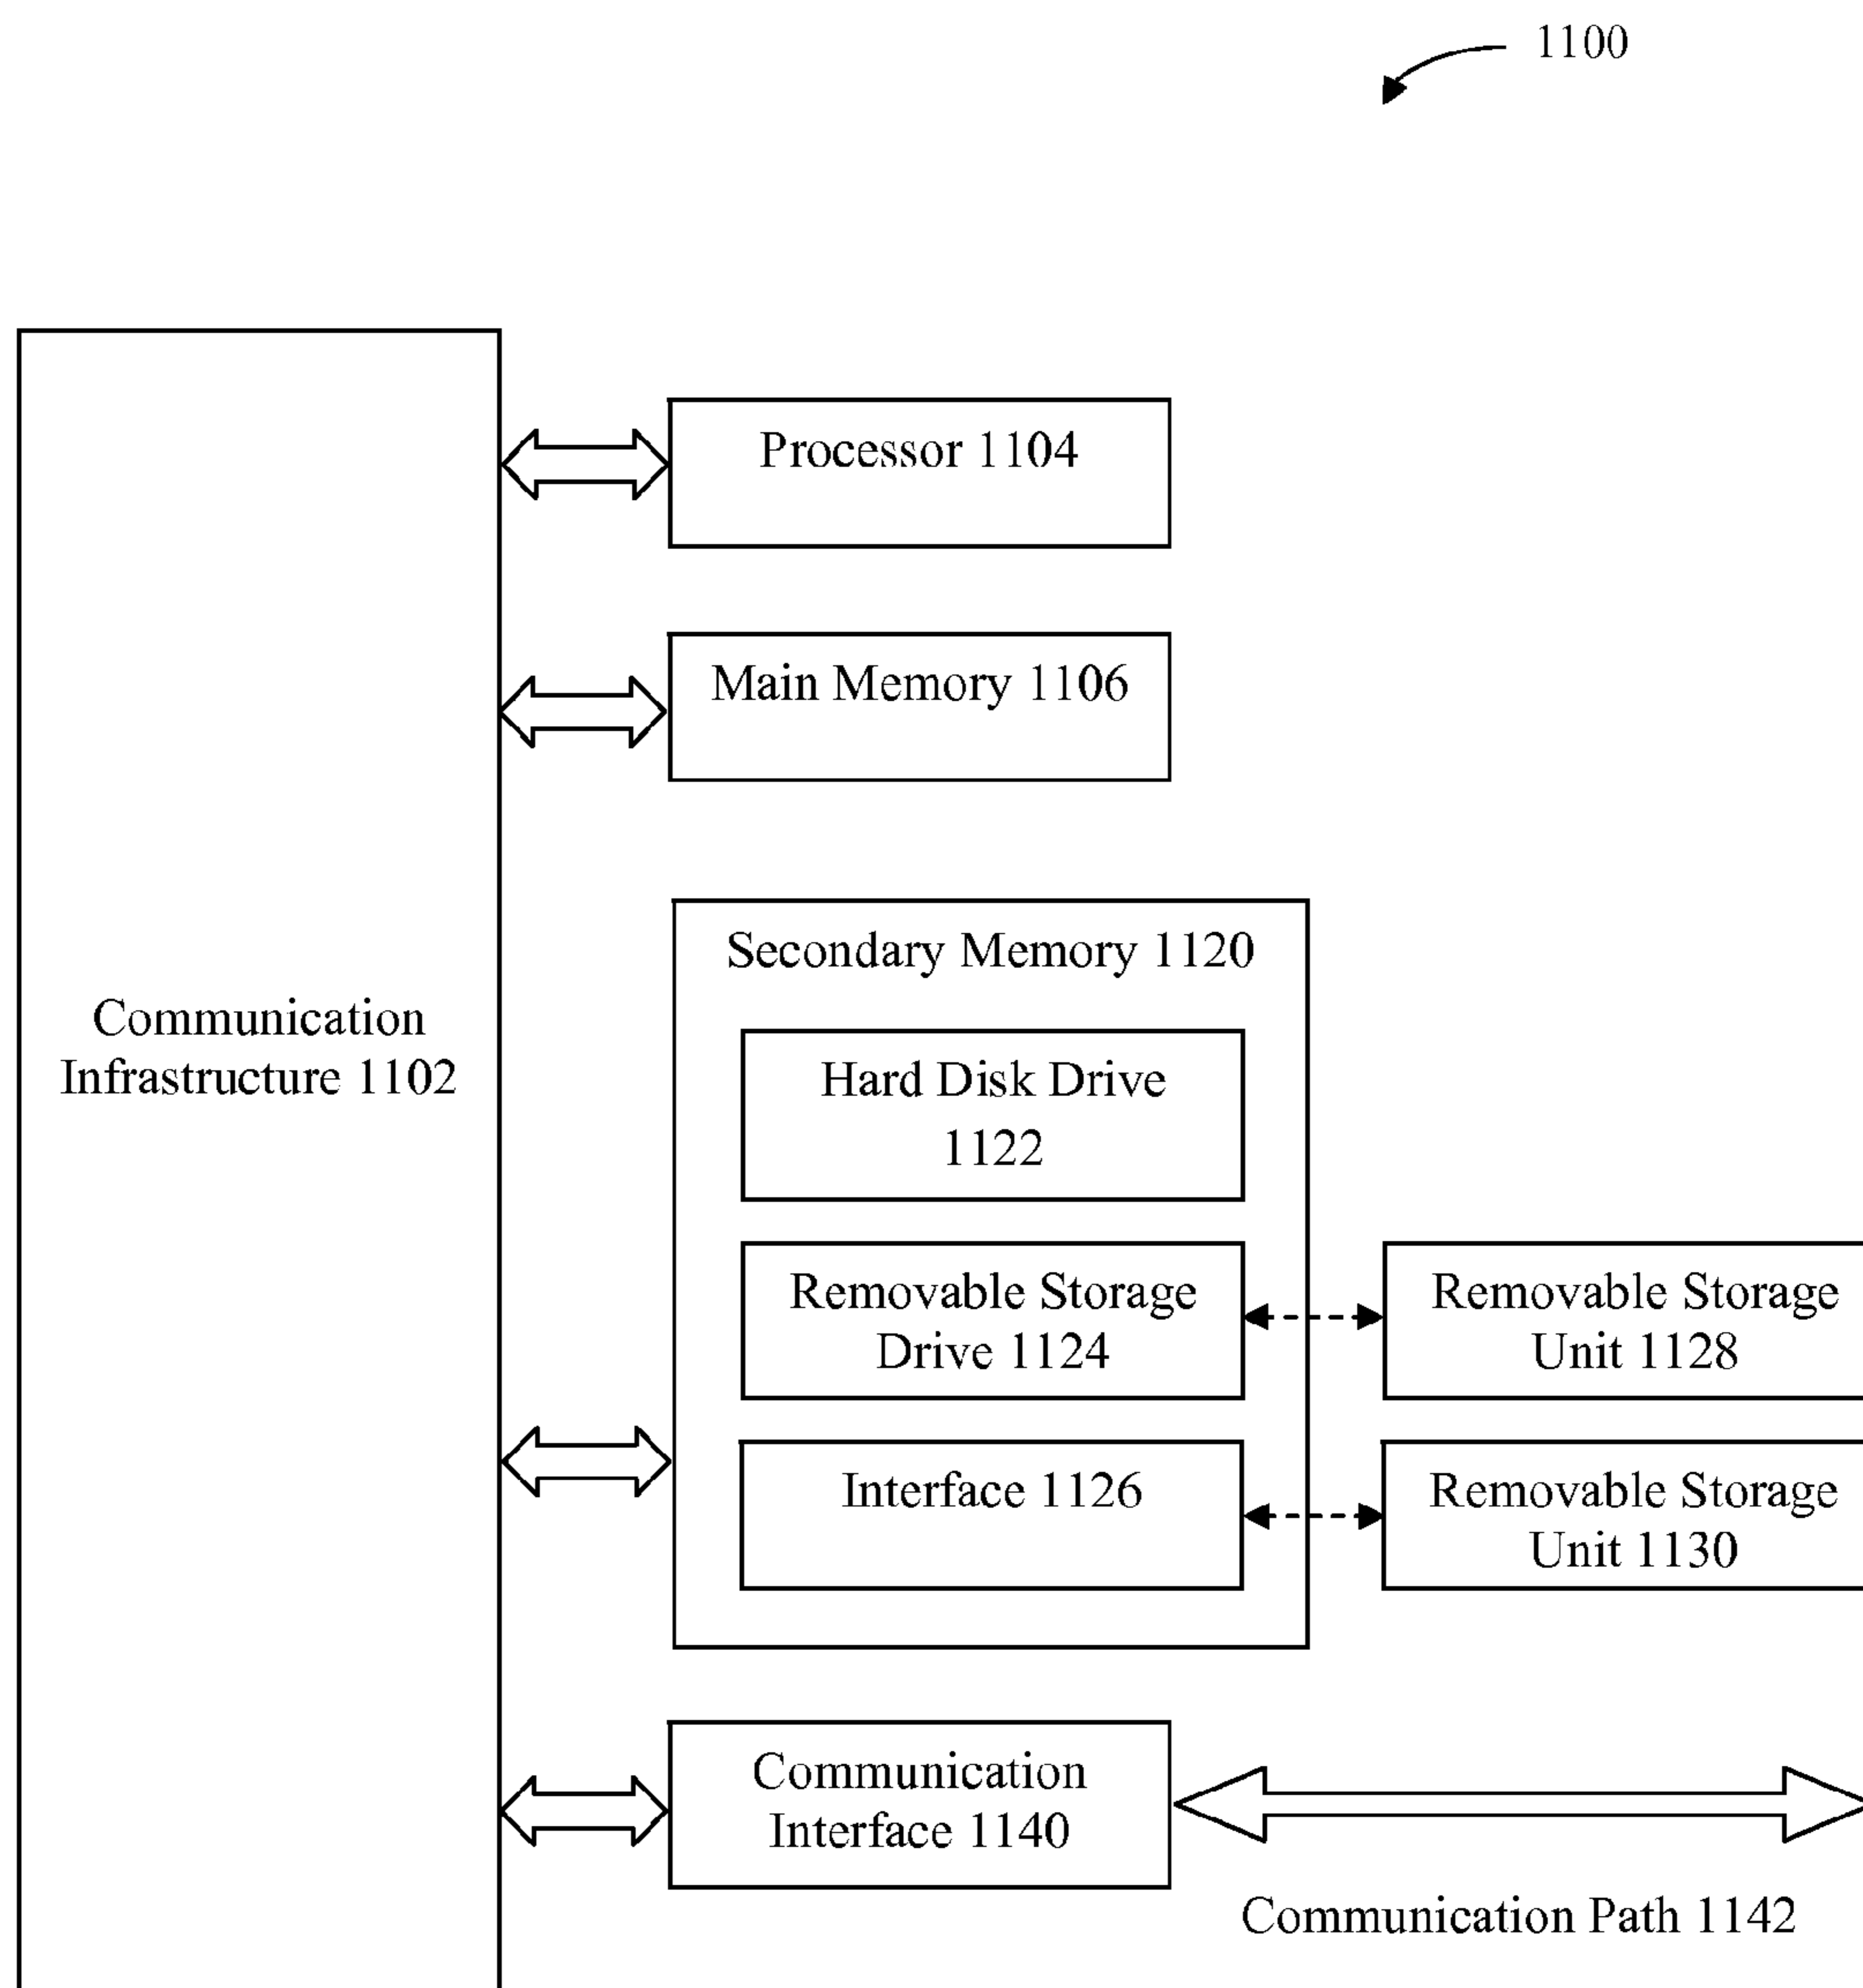 1100
Processor 1104
Main Memory 1106
Communication
Infrastructure 1102
Secondary Memory 1120
Hard Disk Drive
1122
Removable Storage
Drive 1124
Removable Storage
Unit 1128
Interface 1126
Removable Storage
Unit 1130
Communication
Interface 1140
Communication Path 1142